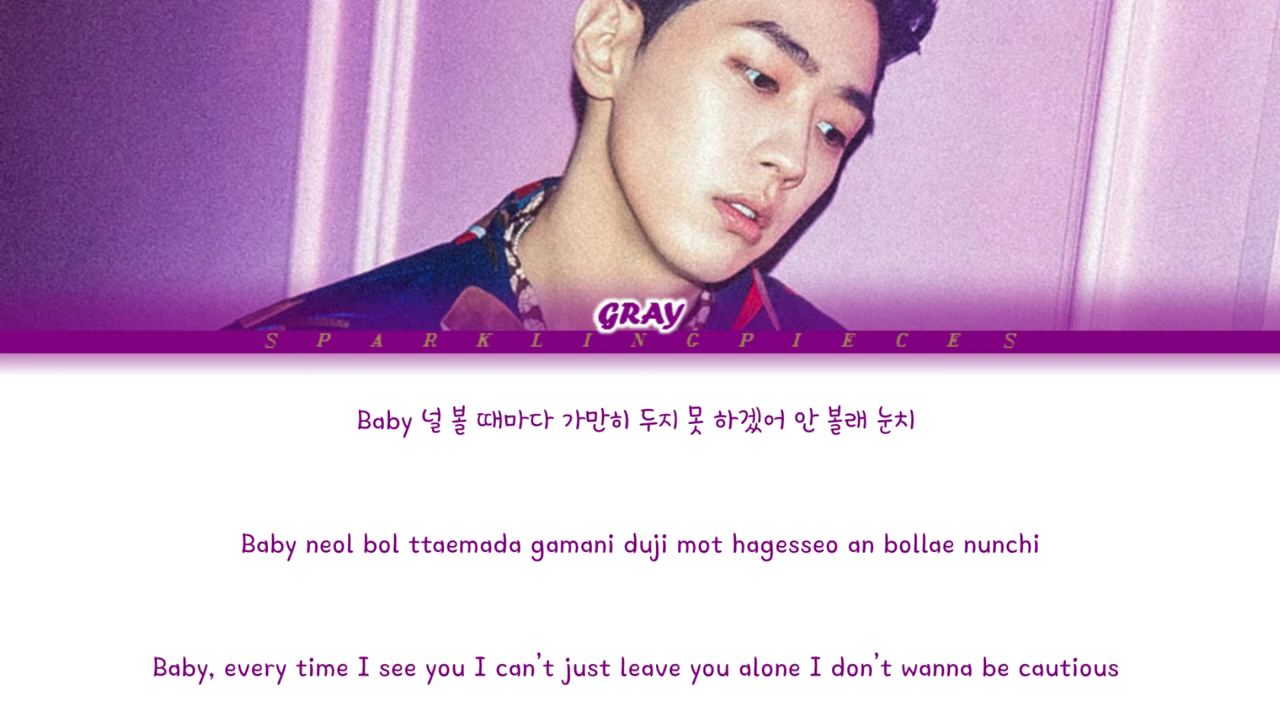 GRAY
SPARKLINGPIECES
Baby 널 볼 때마다 가만히 두지 못 하겠어 안 볼래 눈치
Baby neol bol ttaemada gamani duji mot hagesseo an bollae nunchi
Baby, every time I see you I can't just leave you alone I don't wanna be cautious